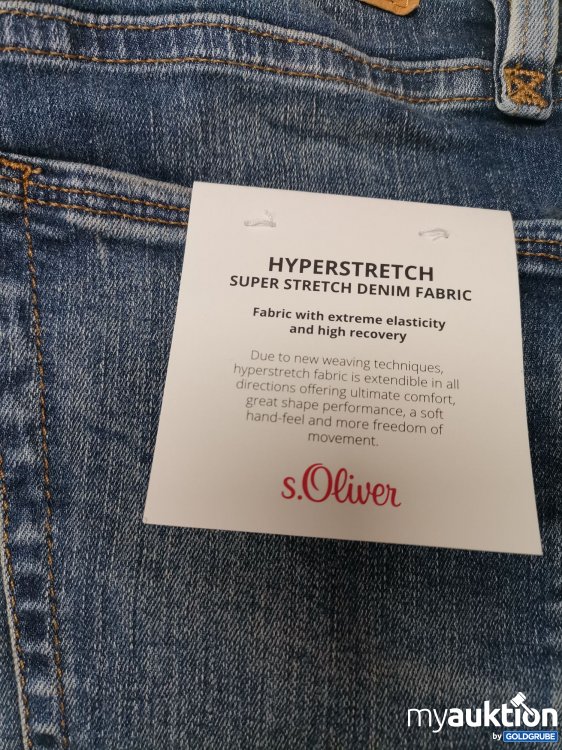 HYPERSTRETCH
SUPER STRETCH DENIM FABRIC
Fabric with extreme elasticity
and high recovery
Due to new weaving techniques,
hyperstretch fabric is extendible in all
directions offering ultimate comfort,
great shape performance, a soft
hand-feel and more freedom of
movement.
s.Oliver
myauktion
by GOLDGRUBE